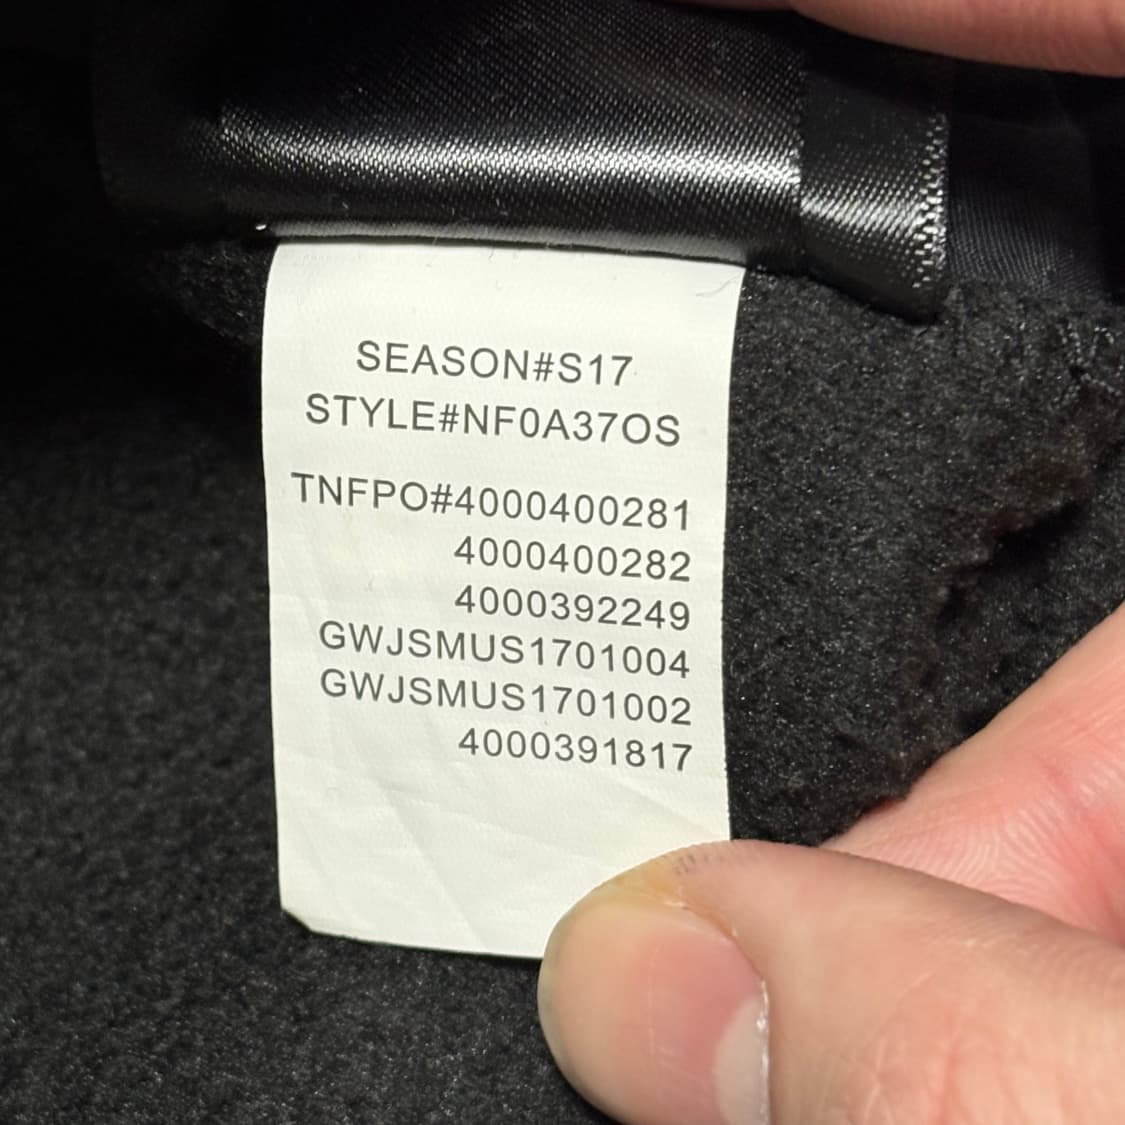 SEASON#S17
STYLE#NF0A37OS
TNFPO#4000400281
4000400282
4000392249
GWJSMUS1701004
GWJSMUS1701002
4000391817